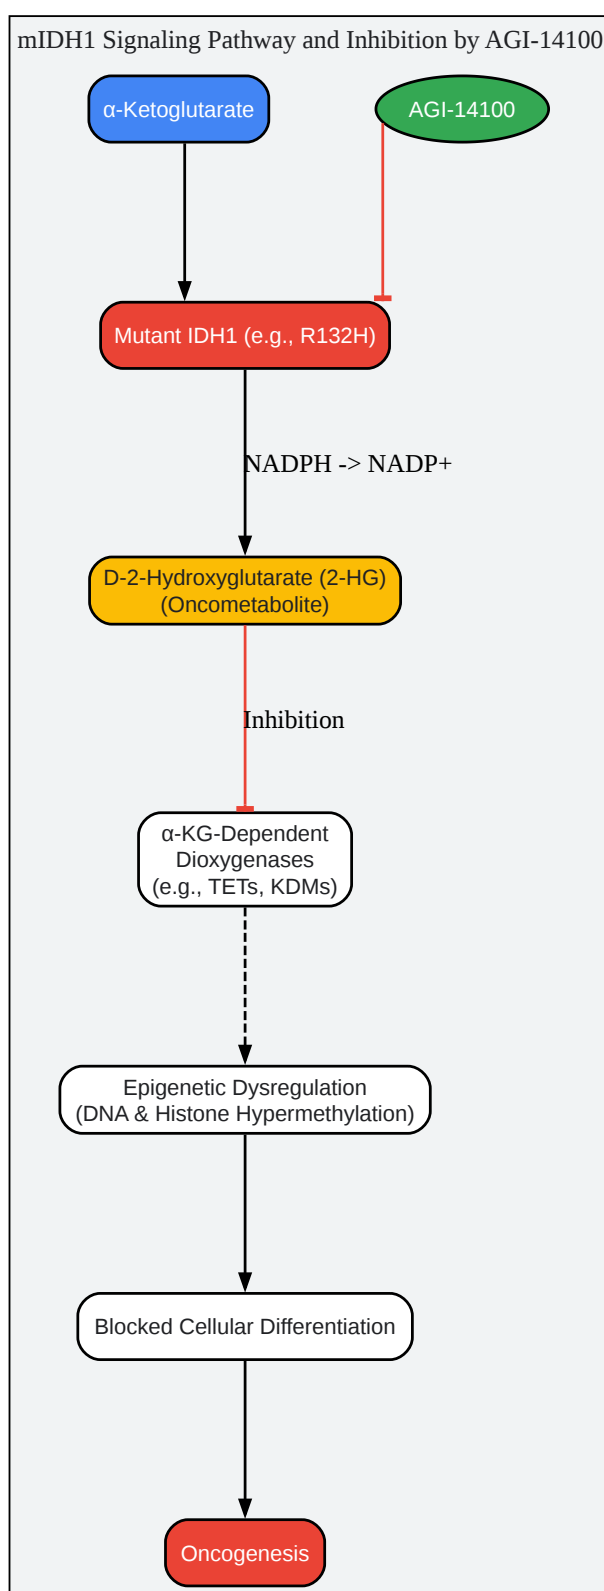 mIDH1 Signaling Pathway and Inhibition by AGI-14100
α-Ketoglutarate
AGI-14100
Mutant IDH1 (e.g., R132H)
NADPH -> NADP+
D-2-Hydroxyglutarate (2-HG)
(Oncometabolite)
Inhibition
α-KG-Dependent
Dioxygenases
(e.g., TETs, KDMs)
Epigenetic Dysregulation
(DNA & Histone Hypermethylation)
Blocked Cellular Differentiation
Oncogenesis